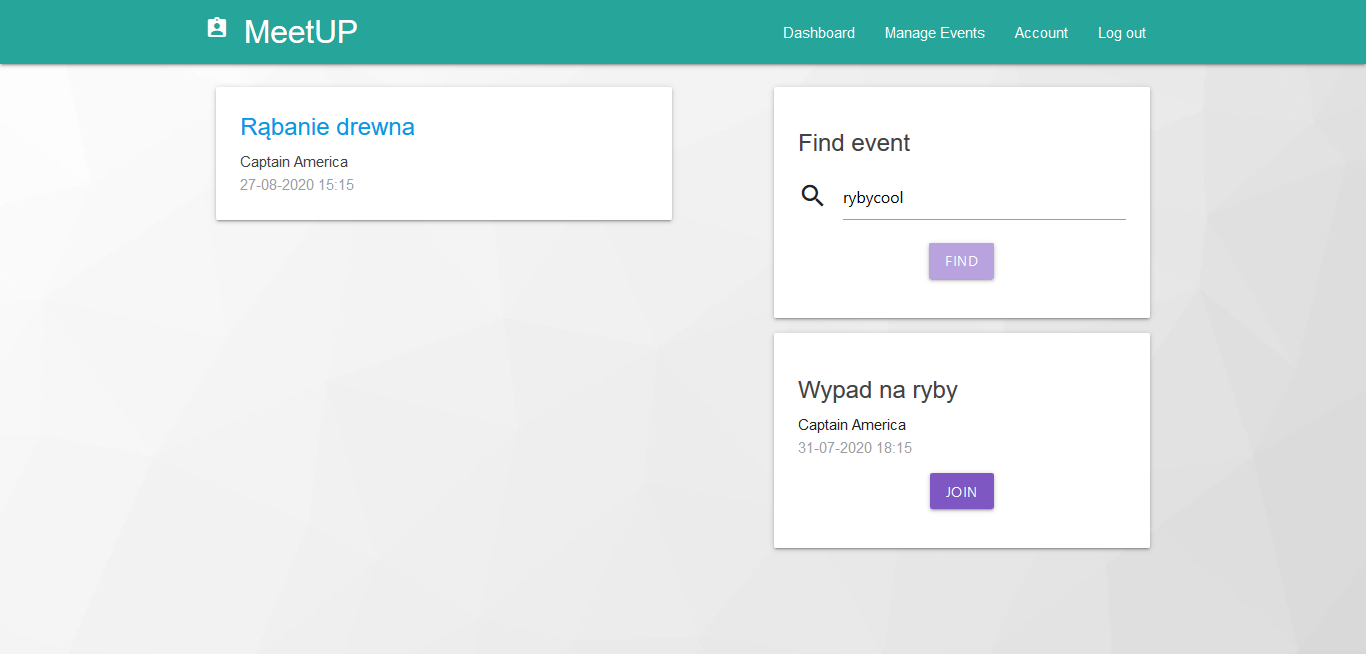 MeetUP
Dashboard Manage Events Account Log out
Rąbanie drewna
Captain America
27-08-2020 15:15
Find event
rybycool
FIND
Wypad na ryby
Captain America
31-07-2020 18:15
JOIN